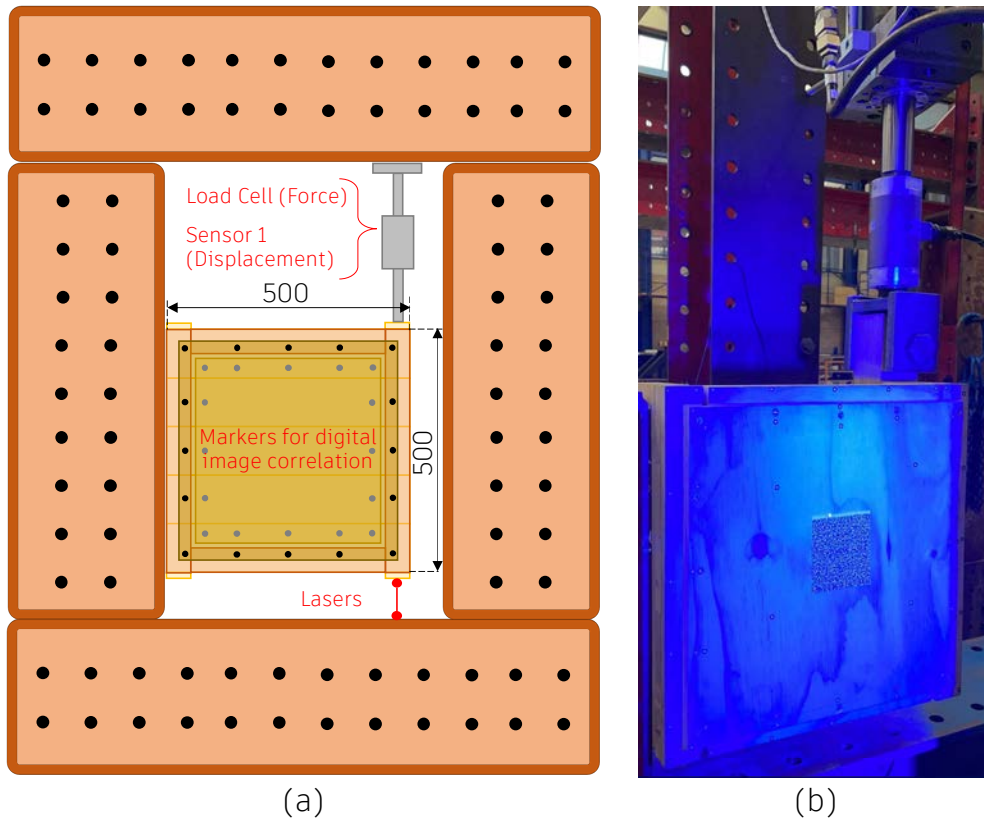 Load Cell (Force)
Sensor 1
(Displacement)
500
Markers for digital
image correlation
500
Lasers
(a)
(b)